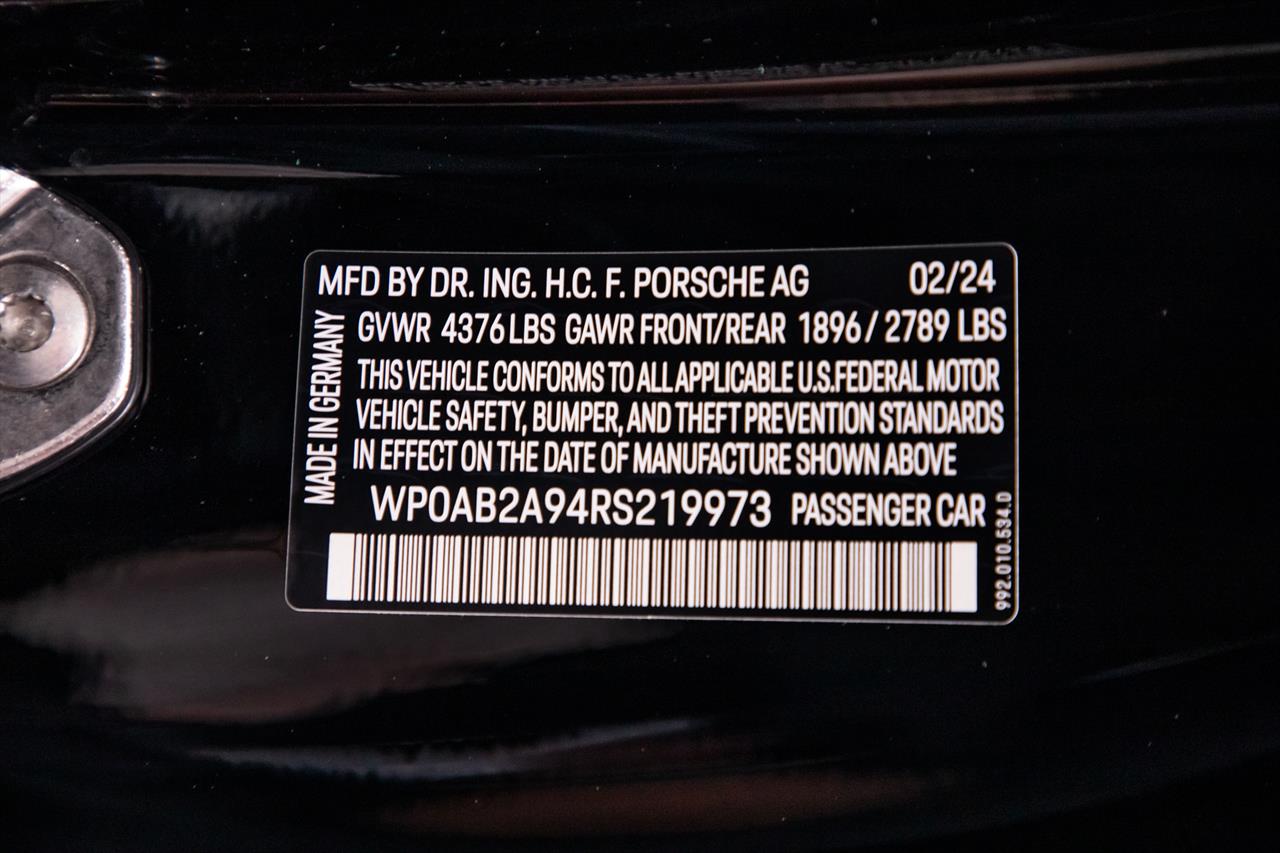 MFD BY DR. ING. H.C. F. PORSCHE AG 02/24
GVWR 4376 LBS GAWR FRONT/REAR 1896 / 2789 LBS
THIS VEHICLE CONFORMS TO ALL APPLICABLE U.S.FEDERAL MOTOR
VEHICLE SAFETY, BUMPER, AND THEFT PREVENTION STANDARDS
IN EFFECT ON THE DATE OF MANUFACTURE SHOWN ABOVE
WP0AB2A94RS219973 PASSENGER CAR
MADE IN GERMANY
992.010.534.D